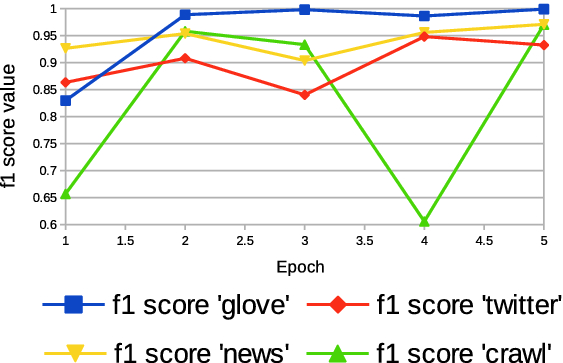 1
0.95
0.9
0.85
0.8
0.75
0.7
0.65
0.6
f1 score value
1 1.5 2 2.5 3 3.5 4 4.5 5
Epoch
f1 score 'glove' f1 score 'twitter'
f1 score 'news' f1 score 'crawl'